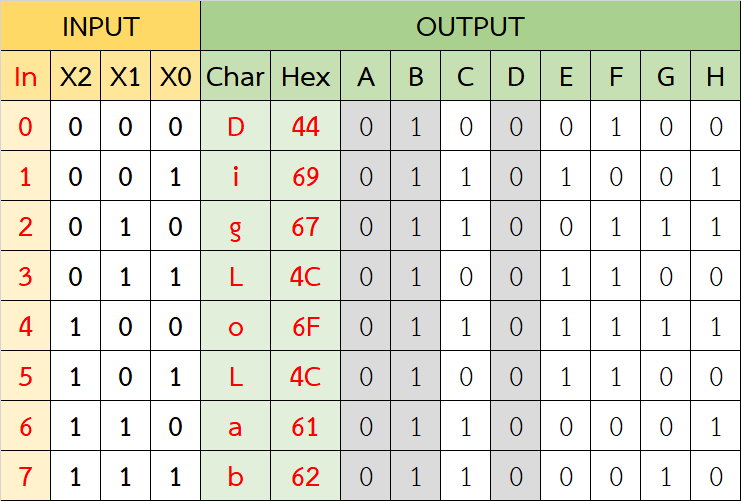 INPUT OUTPUT
In X2 X1 X0 Char Hex A B C D E F G H
0 0 0 0 D 44 0 1 0 0 0 1 0 0
1 0 0 1 i 69 0 1 1 0 1 0 0 1
2 0 1 0 g 67 0 1 1 0 0 1 1 1
3 0 1 1 L 4C 0 1 0 0 1 1 0 0
4 1 0 0 o 6F 0 1 1 0 1 1 1 1
5 1 0 1 L 4C 0 1 0 0 1 1 0 0
6 1 1 0 a 61 0 1 1 0 0 0 0 1
7 1 1 1 b 62 0 1 1 0 0 0 1 0